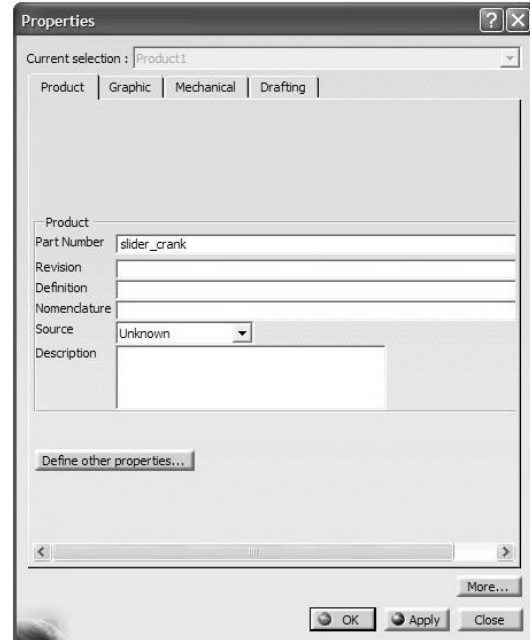 Properties
Current selection : Product1
Product Graphic Mechanical Drafting
Product
Part Number slider_crank
Revision
Definition
Nomenclature
Source Unknown
Description
Define other properties...
More...
OK Apply Close